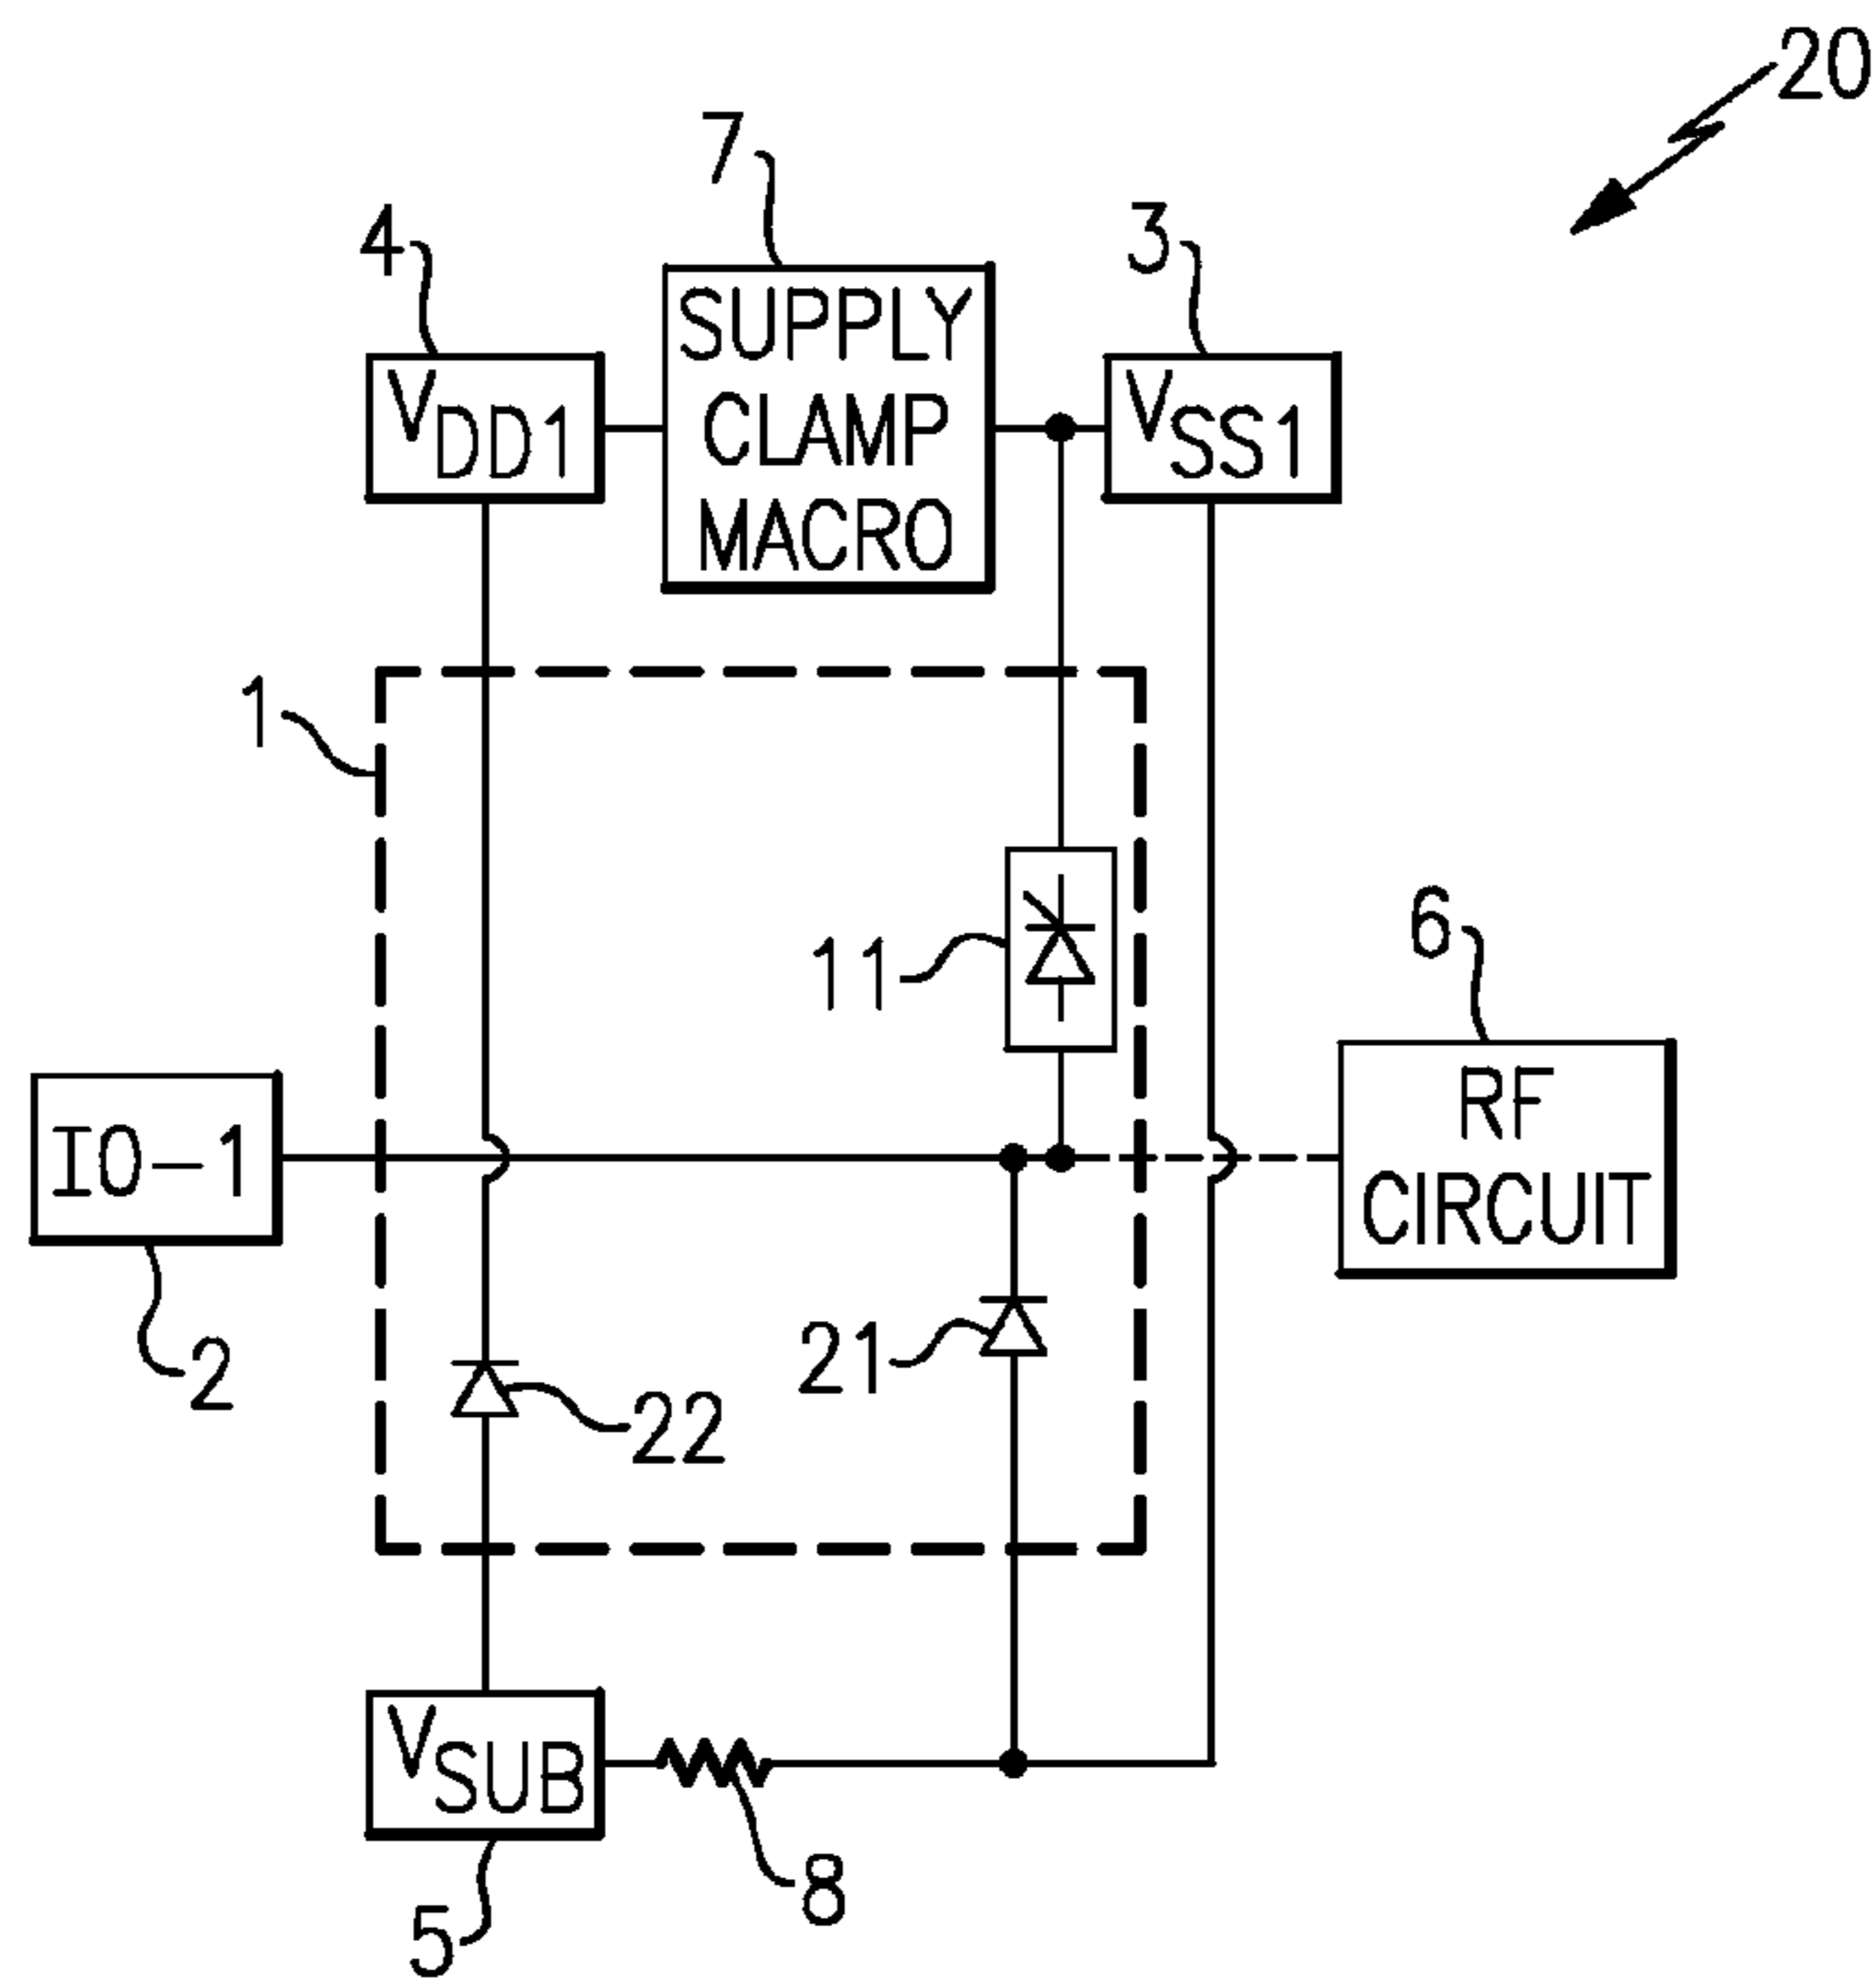 20
7
4
3
SUPPLY
CLAMP
MACRO
VDD1
VSS1
1
11
6
RF
CIRCUIT
IO-1
2
21
22
VSUB
8
5